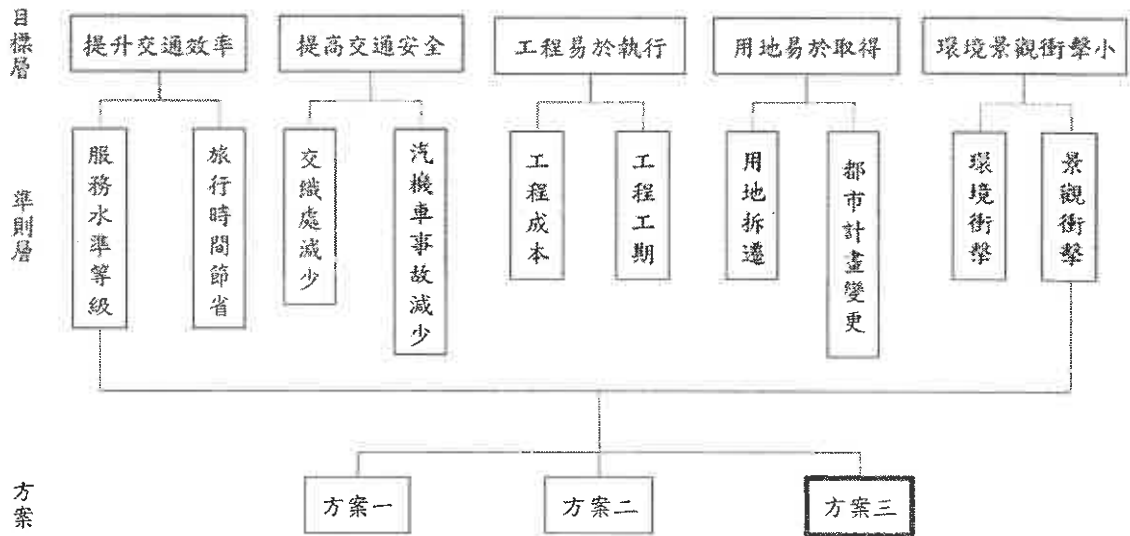 目標層
提升交通效率
提高交通安全
工程易於執行
用地易於取得
環境景觀衝擊小
準則層
服務水準等級
旅行時間節省
交織處減少
汽機車事故減少
工程成本
工程工期
用地拆遷
都市計畫變更
環境衝擊
景觀衝擊
方案
方案一
方案二
方案三